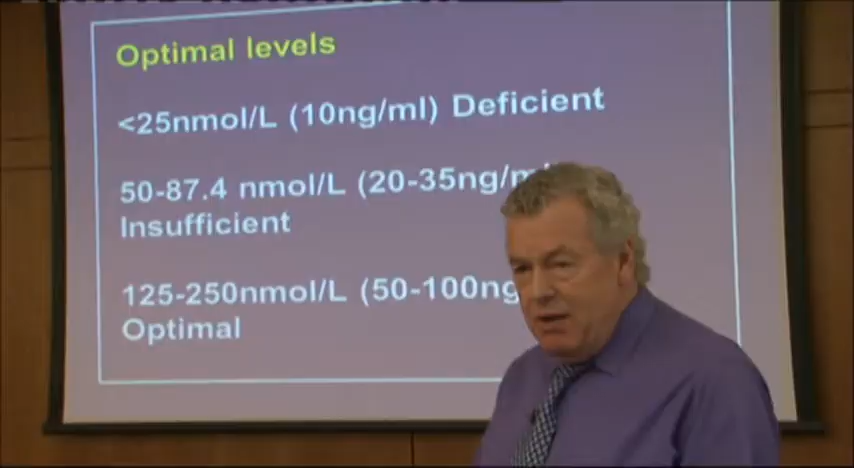 Optimal levels
<25nmol/L (10ng/ml) Deficient
50-87.4 nmol/L (20-35ng/m
Insufficient
125-250nmol/L (50-100ng
Optimal